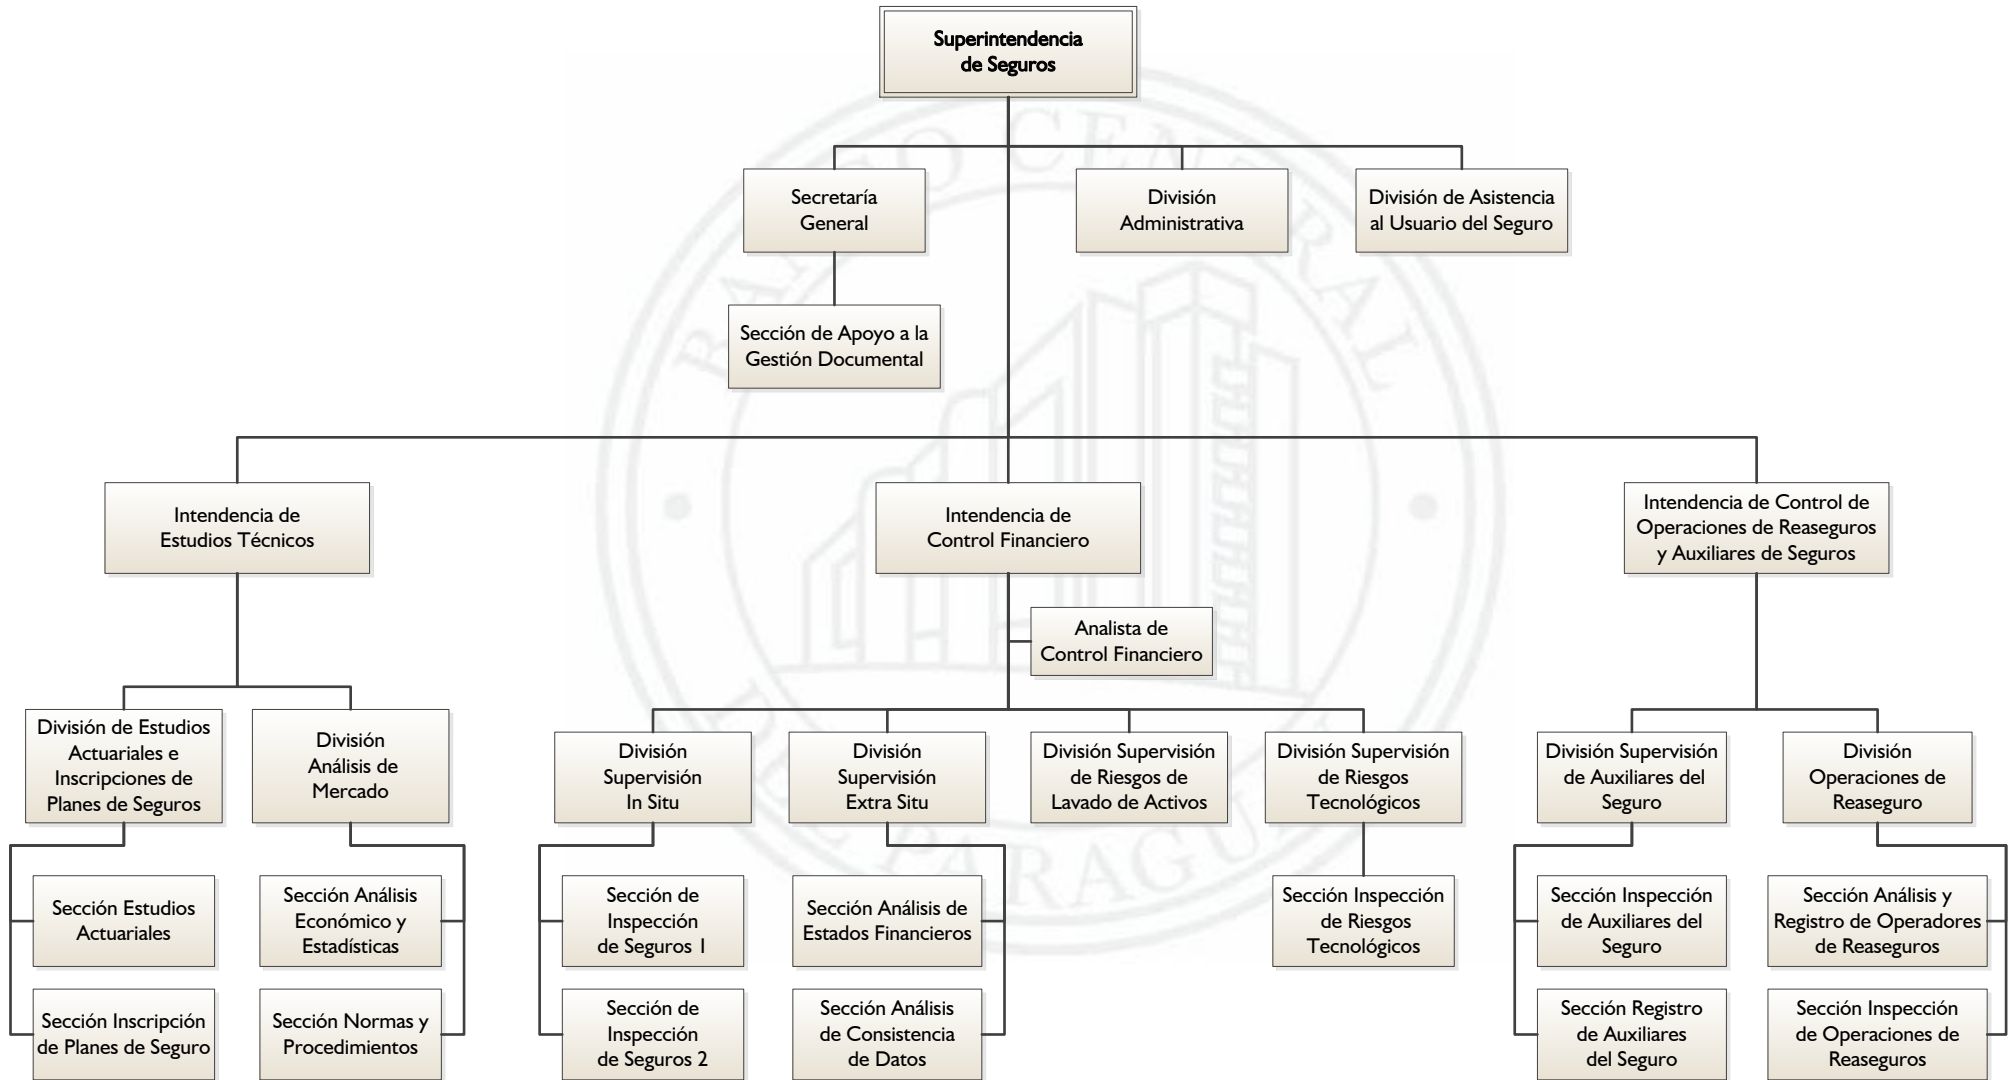 Superintendencia
de Seguros
Secretaría
General
División
Administrativa
División de Asistencia
al Usuario del Seguro
Sección de Apoyo a la
Gestión Documental
Intendencia de
Estudios Técnicos
Intendencia de
Control Financiero
Intendencia de Control de
Operaciones de Reaseguros
y Auxiliares de Seguros
Analista de
Control Financiero
División de Estudios
Actuariales e
Inscripciones de
Planes de Seguros
División
Análisis de
Mercado
División
Supervisión
In Situ
División
Supervisión
Extra Situ
División Supervisión
de Riesgos de
Lavado de Activos
División Supervisión
de Riesgos
Tecnológicos
División Supervisión
de Auxiliares del
Seguro
División
Operaciones de
Reaseguro
Sección Estudios
Actuariales
Sección Análisis
Económico y
Estadísticas
Sección de
Inspección
de Seguros 1
Sección Análisis de
Estados Financieros
Sección Inspección
de Riesgos
Tecnológicos
Sección Inspección
de Auxiliares del
Seguro
Sección Análisis y
Registro de Operadores
de Reaseguros
Sección Inscripción
de Planes de Seguro
Sección Normas y
Procedimientos
Sección de
Inspección
de Seguros 2
Sección Análisis
de Consistencia
de Datos
Sección Registro
de Auxiliares
del Seguro
Sección Inspección
de Operaciones de
Reaseguros
BANCO CENTRAL
DE PARAGUAY